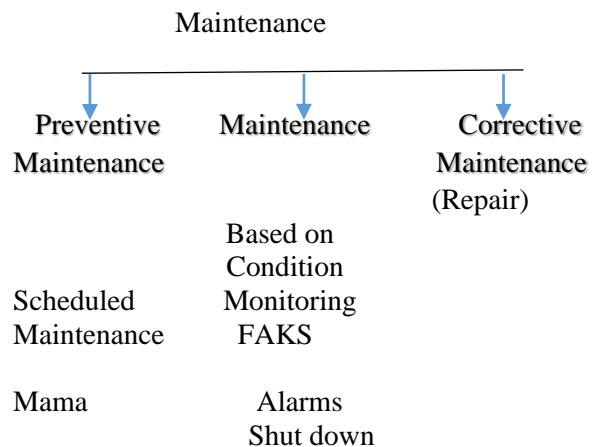 Maintenance
Preventive Maintenance Corrective
Maintenance Maintenance
(Repair)
Based on
Condition
Scheduled Monitoring
Maintenance FAKS
Mama Alarms
Shut down